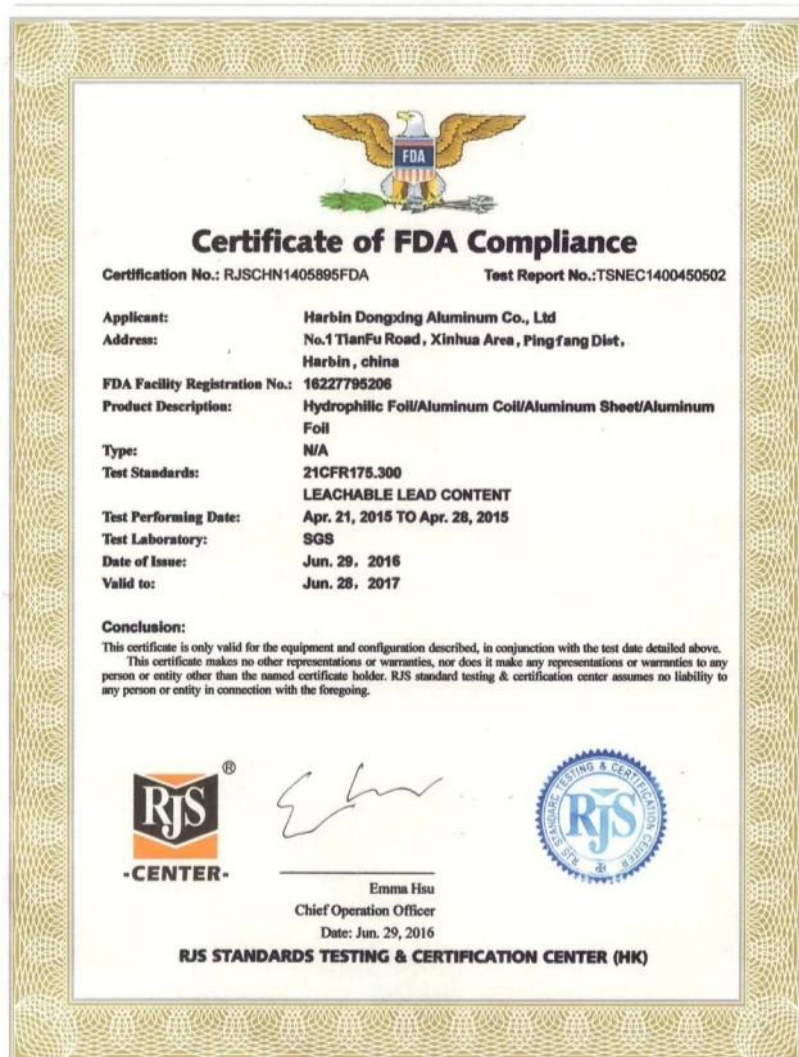 FDA
Certificate of FDA Compliance
Certification No.: RJSCHN1405895FDA Test Report No.:TSNEC1400450502
Applicant: Harbin Dongxing Aluminum Co., Ltd
Address: No.1 TianFu Road, Xinhua Area, Pingfang Dist,
Harbin, china
FDA Facility Registration No.: 16227795206
Product Description: Hydrophilic Foil/Aluminum Coil/Aluminum Sheet/Aluminum
Foil
Type: N/A
Test Standards: 21CFR175.300
LEACHABLE LEAD CONTENT
Test Performing Date: Apr. 21, 2015 TO Apr. 28, 2015
Test Laboratory: SGS
Date of Issue: Jun. 29, 2016
Valid to: Jun. 28, 2017
Conclusion:
This certificate is only valid for the equipment and configuration described, in conjunction with the test date detailed above.
This certificate makes no other representations or warranties, nor does it make any representations or warranties to any
person or entity other than the named certificate holder. RJS standard testing & certification center assumes no liability to
any person or entity in connection with the foregoing.
RJS ®
-CENTER-
RJS STANDARD TESTING & CERTIFICATION CENTER
RJS
Emma Hsu
Chief Operation Officer
Date: Jun. 29, 2016
RJS STANDARDS TESTING & CERTIFICATION CENTER (HK)